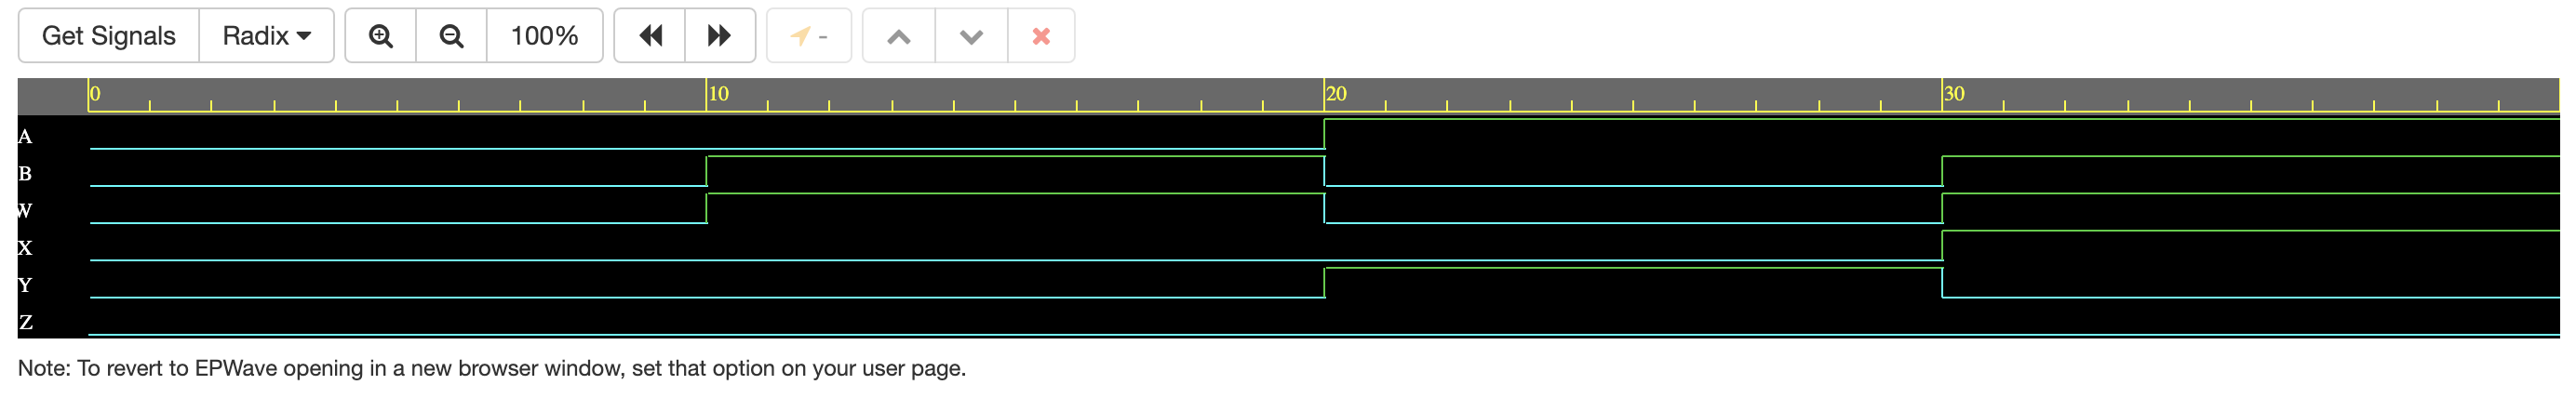 Get Signals Radix 100% -
0 10 20 30
A
B
W
X
Y
Z
Note: To revert to EPWave opening in a new browser window, set that option on your user page.